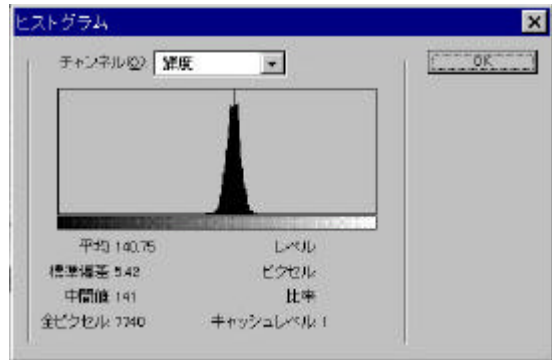 ヒストグラム
チャンネル(C): 輝度
OK
平均: 140.75 レベル:
標準偏差: 5.42 ピクセル:
中間値: 141 比率:
全ピクセル: 7740 キャッシュレベル: 1